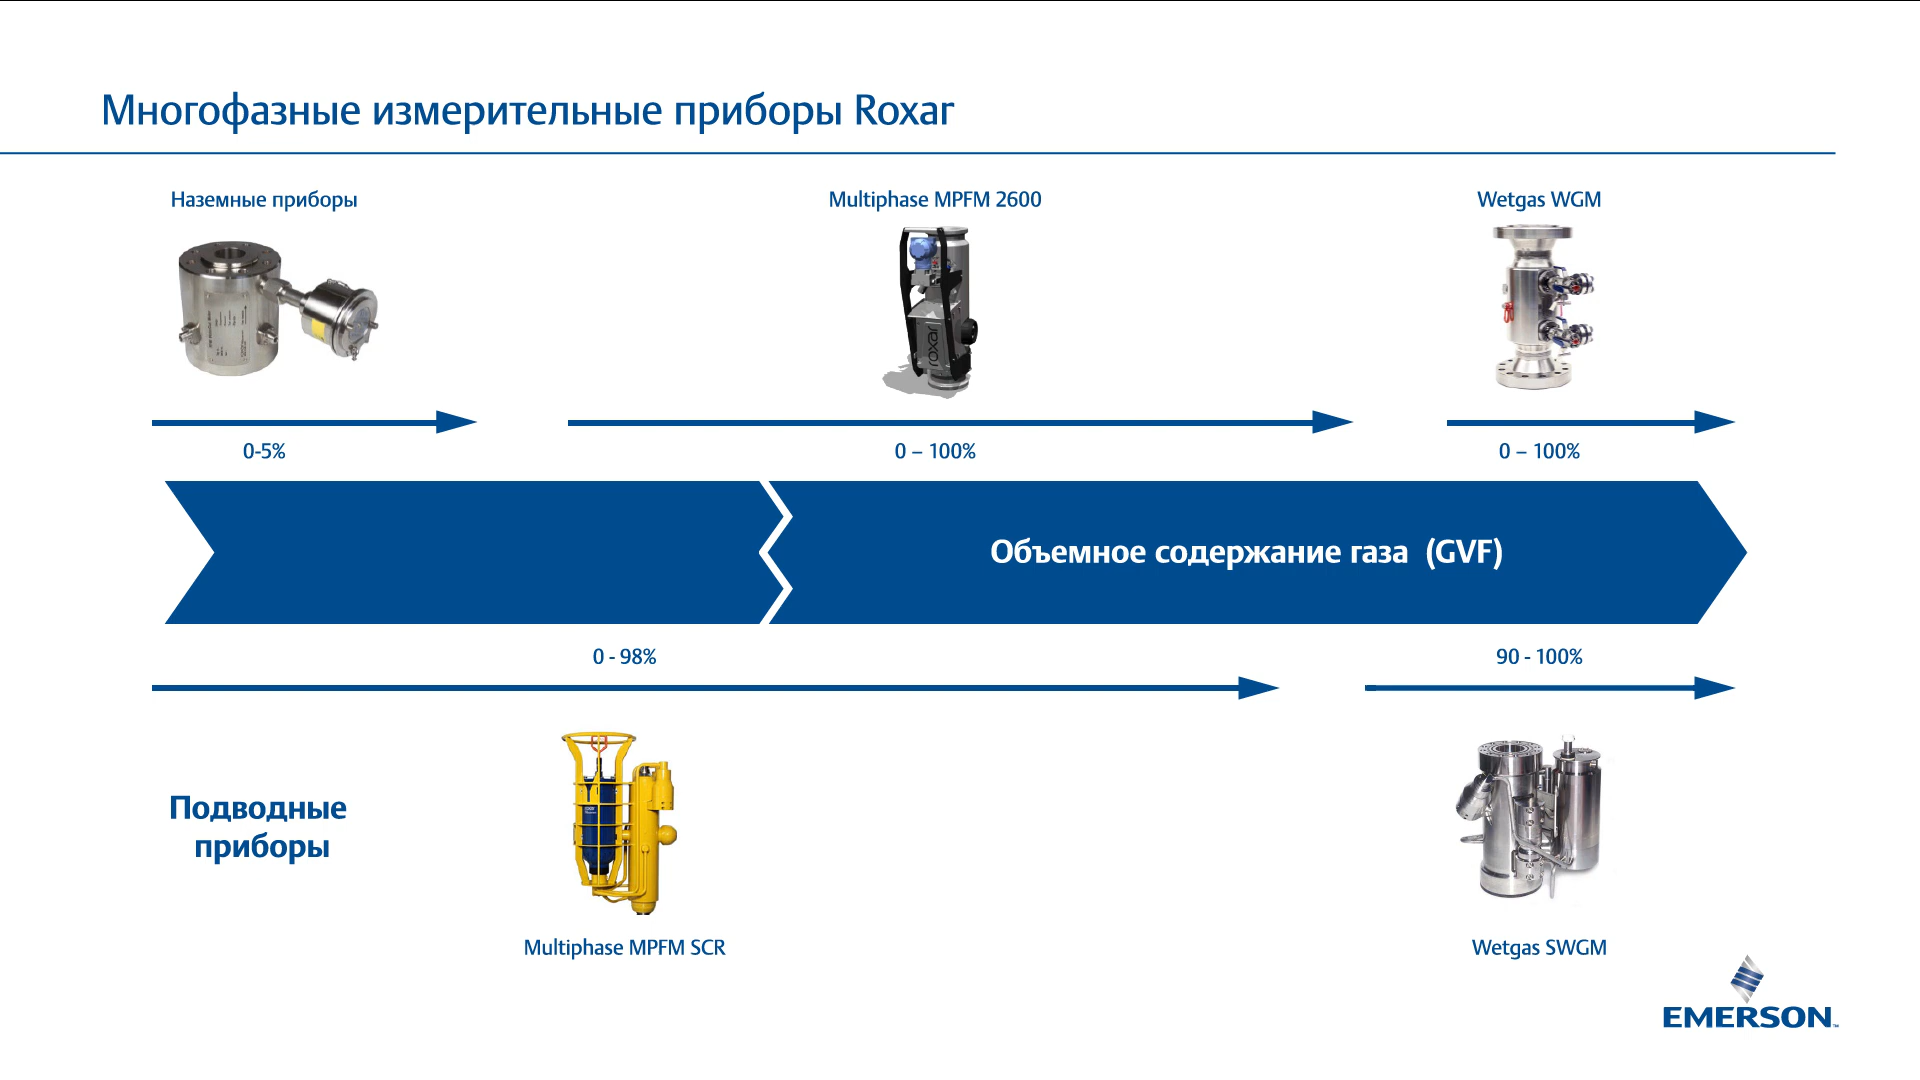 Многофазные измерительные приборы Roxar
Наземные приборы
Multiphase MPFM 2600
Wetgas WGM
roxar
0-5%
0 – 100%
0 – 100%
Объемное содержание газа (GVF)
0 - 98%
90 - 100%
Подводные
приборы
Multiphase MPFM SCR
Wetgas SWGM
EMERSON